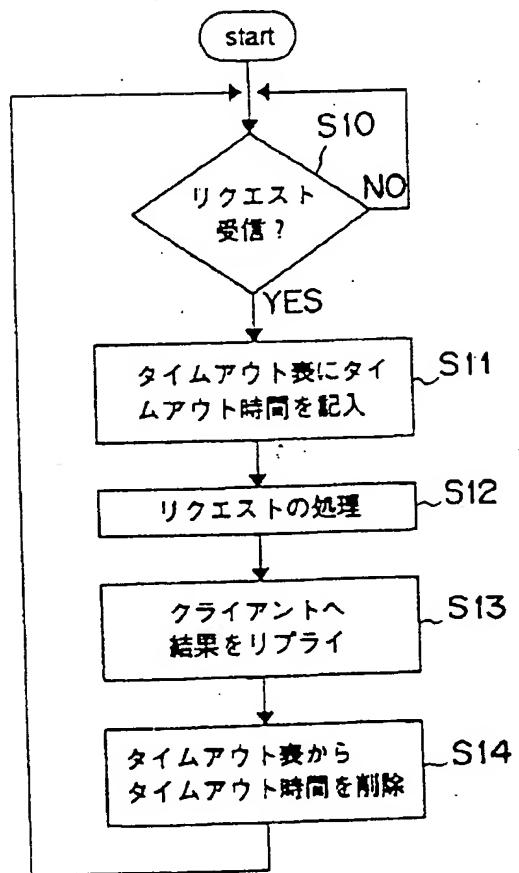 start
S10
リクエスト
受信?
NO
YES
タイムアウト表にタイ
ムアウト時間を記入
S11
リクエストの処理
S12
クライアントへ
結果をリプライ
S13
タイムアウト表から
タイムアウト時間を削除
S14